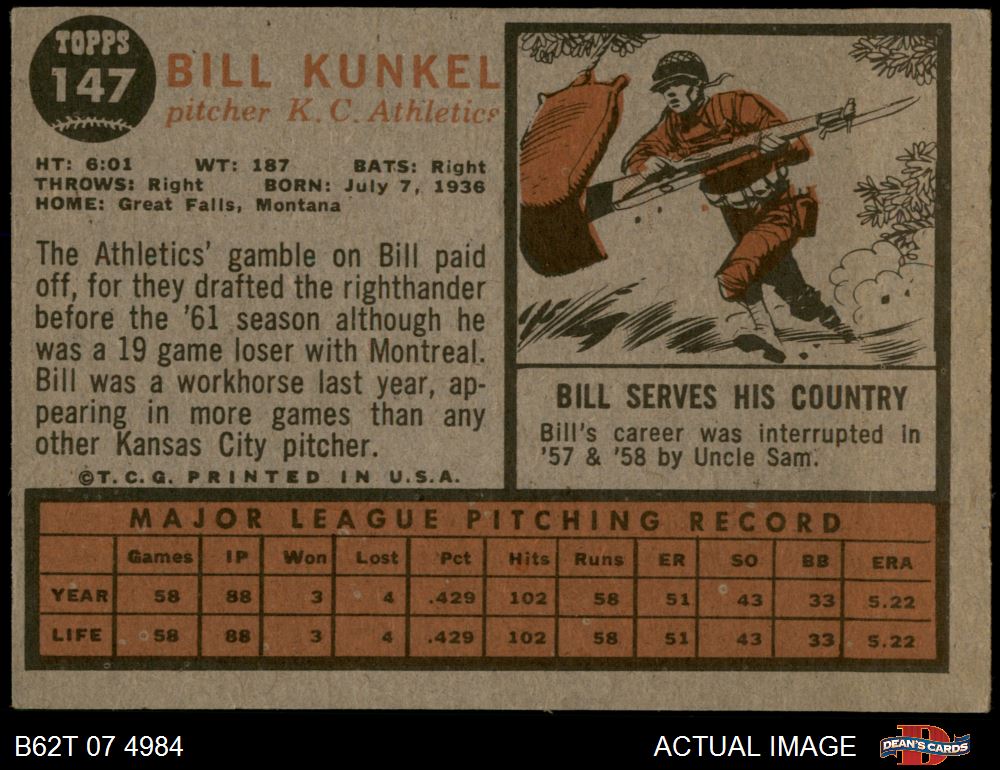 TOPPS
147
BILL KUNKEL
pitcher K. C. Athletics
HT: 6:01 WT: 187 BATS: Right
THROWS: Right BORN: July 7, 1936
HOME: Great Falls, Montana
The Athletics' gamble on Bill paid
off, for they drafted the righthander
before the '61 season although he
was a 19 game loser with Montreal.
Bill was a workhorse last year, ap-
pearing in more games than any
other Kansas City pitcher.
©T.C.G. PRINTED IN U.S.A.
BILL SERVES HIS COUNTRY
Bill's career was interrupted in
'57 & '58 by Uncle Sam.
MAJOR LEAGUE PITCHING RECORD
Games IP Won Lost Pct Hits Runs ER SO BB ERA
YEAR 58 88 3 4 .429 102 58 51 43 33 5.22
LIFE 58 88 3 4 .429 102 58 51 43 33 5.22
B62T 07 4984
ACTUAL IMAGE
DEAN'S CARDS